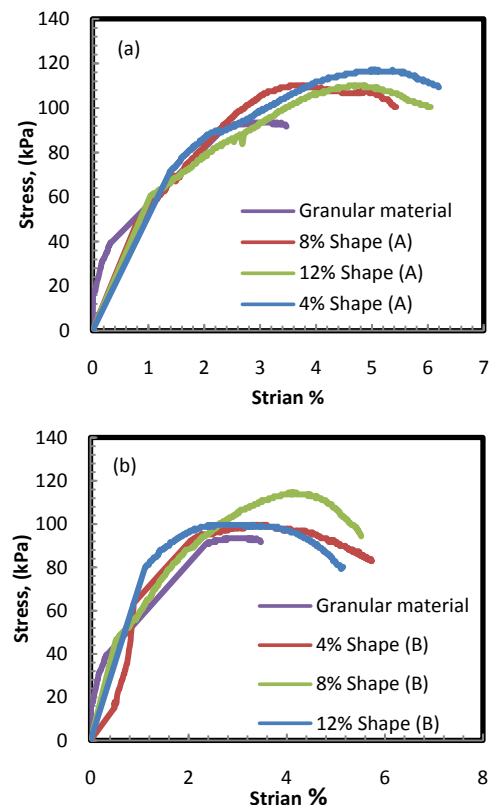 (a)
140
120
100
80
60
40
20
0
Stress, (kPa)
Granular material
8% Shape (A)
12% Shape (A)
4% Shape (A)
0 1 2 3 4 5 6 7
Strian %
(b)
140
120
100
80
60
40
20
0
Stress, (kPa)
Granular material
4% Shape (B)
8% Shape (B)
12% Shape (B)
0 2 4 6 8
Strian %